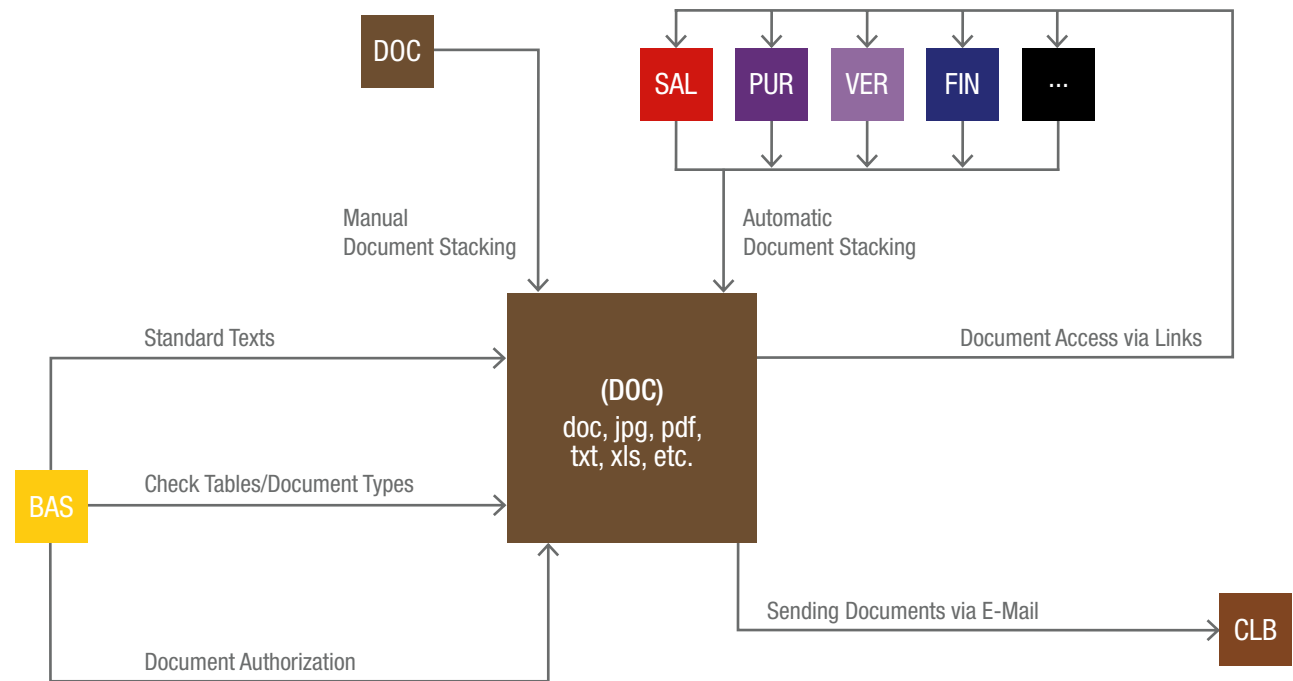 DOC
SAL
PUR
VER
FIN
...
Manual
Document Stacking
Automatic
Document Stacking
Standard Texts
Document Access via Links
(DOC)
doc, jpg, pdf,
txt, xls, etc.
BAS
Check Tables/Document Types
Sending Documents via E-Mail
CLB
Document Authorization